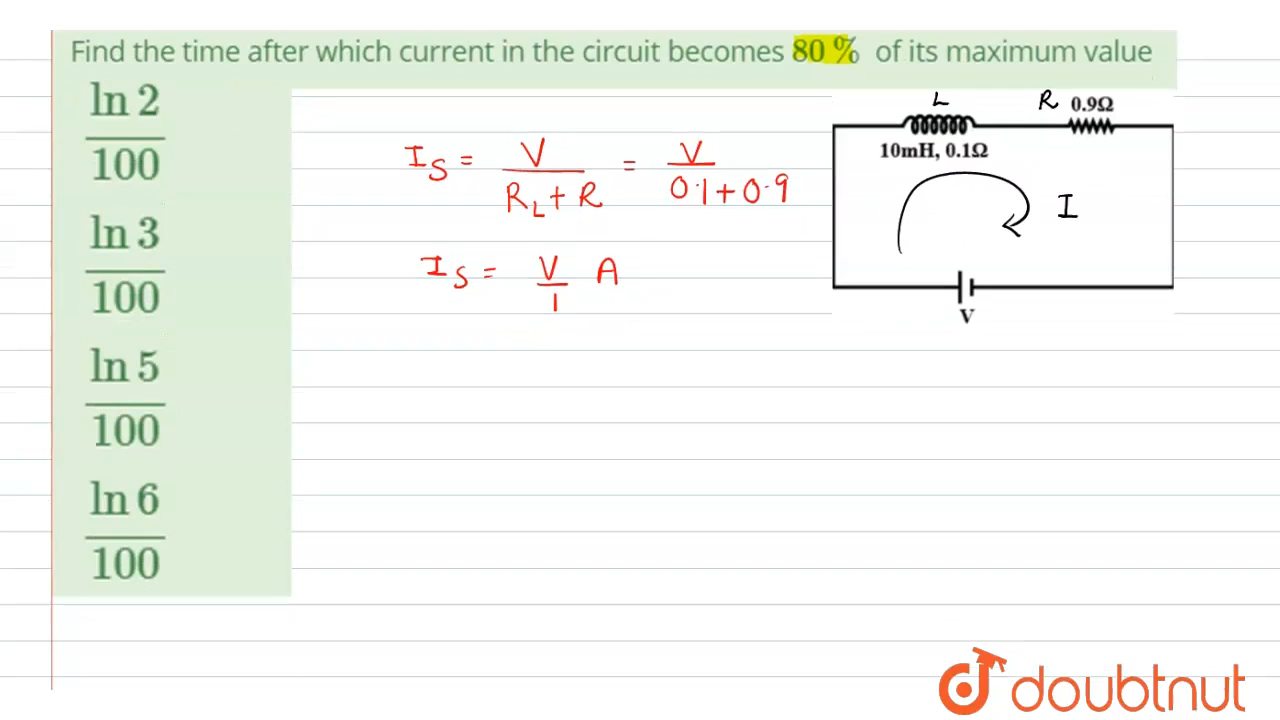 Find the time after which current in the circuit becomes 80 % of its maximum value
ln 2
100
ln 3
100
ln 5
100
ln 6
100
I_S = V / (R_L + R) = V / (0.1 + 0.9)
I_S = V / 1 A
L
R 0.9Ω
10mH, 0.1Ω
I
V
doubtnut